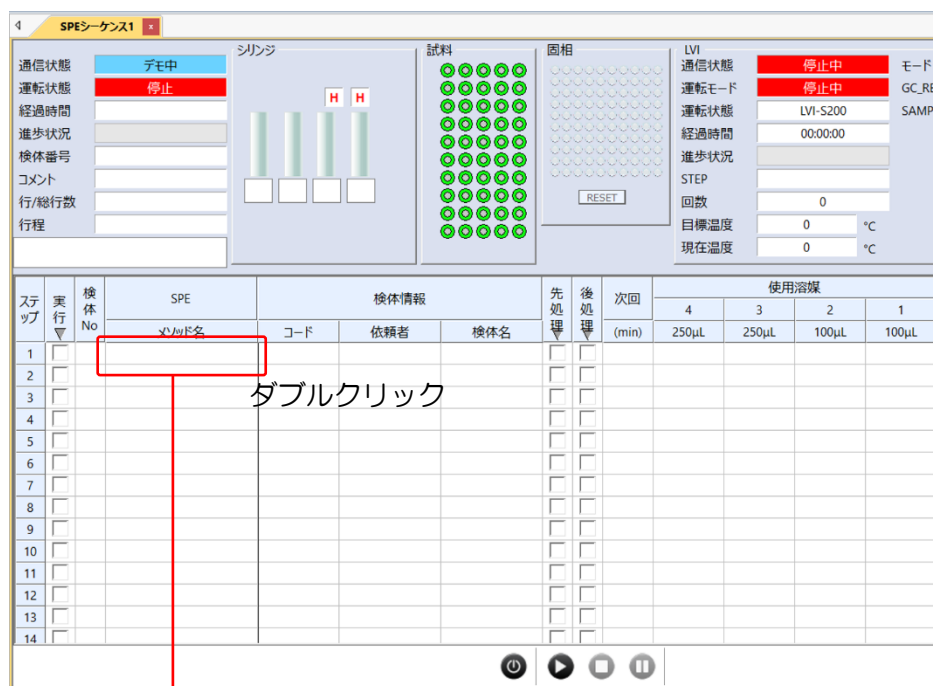 SPEシーケンス1
通信状態 デモ中
運転状態 停止
経過時間
進歩状況
検体番号
コメント
行/総行数
行程
シリンジ
H H
試料
固相
RESET
LVI
通信状態 停止中 モード
運転モード 停止中 GC_RE
運転状態 LVI-S200 SAMP
経過時間 00:00:00
進歩状況
STEP
回数 0
目標温度 0 °C
現在温度 0 °C
ステップ 実行 検体No SPE 検体情報 先処理 後処理 次回 使用溶媒
4 3 2 1
メソッド名 コード 依頼者 検体名 (min) 250µL 250µL 100µL 100µL
1
2
ダブルクリック
3
4
5
6
7
8
9
10
11
12
13
14